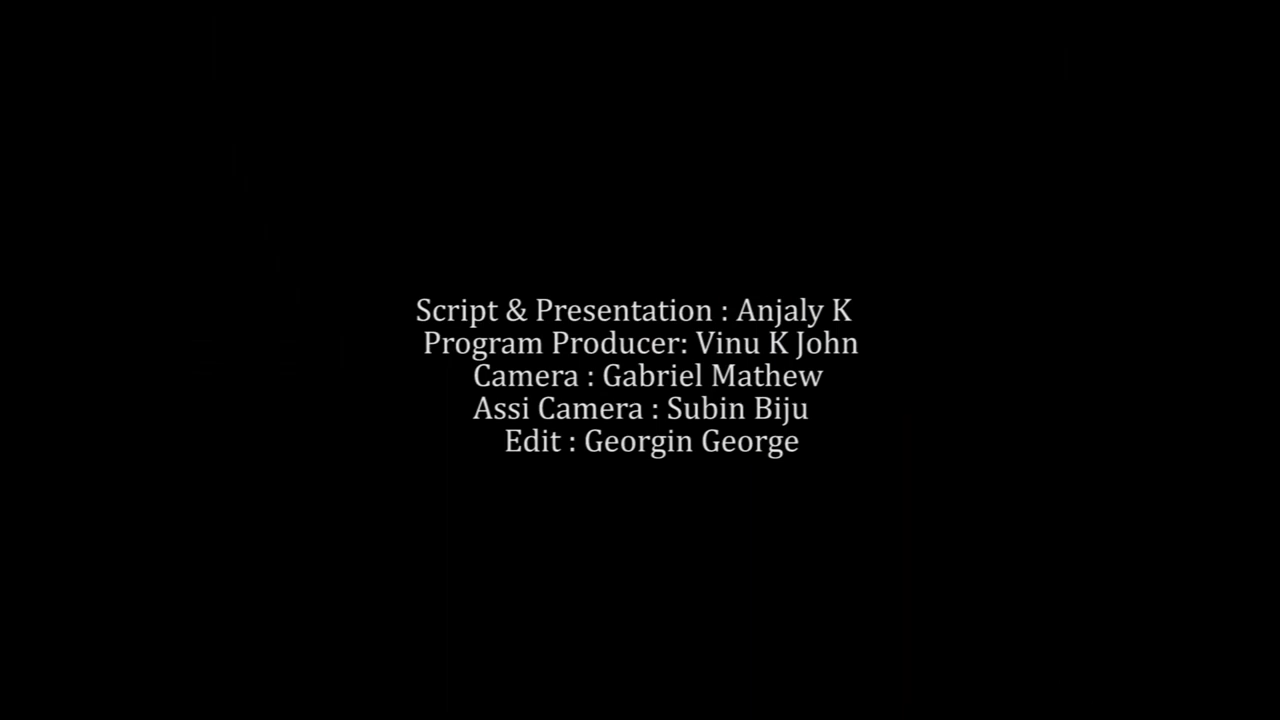 Script & Presentation : Anjaly K
Program Producer: Vinu K John
Camera : Gabriel Mathew
Assi Camera : Subin Biju
Edit : Georgin George